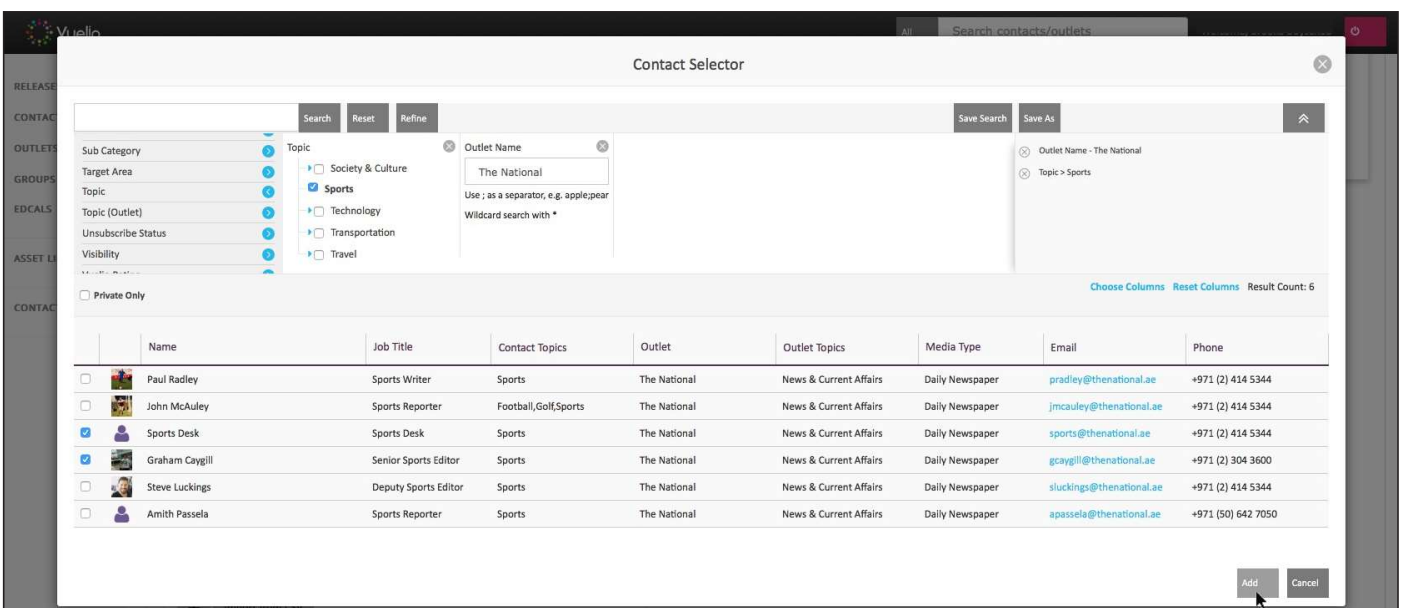 Vuelio
All
Search contacts/outlets
Contact Selector
RELEASE
CONTAC
OUTLETS
GROUPS
EDCALS
ASSET LI
CONTAC
Search Reset Refine Save Search Save As
Sub Category
Target Area
Topic
Topic (Outlet)
Unsubscribe Status
Visibility
Topic
Society & Culture
Sports
Technology
Transportation
Travel
Outlet Name
The National
Use ; as a separator, e.g. apple;pear
Wildcard search with *
Outlet Name - The National
Topic > Sports
Private Only
Choose Columns Reset Columns Result Count: 6
Name Job Title Contact Topics Outlet Outlet Topics Media Type Email Phone
Paul Radley Sports Writer Sports The National News & Current Affairs Daily Newspaper pradley@thenational.ae +971 (2) 414 5344
John McAuley Sports Reporter Football,Golf,Sports The National News & Current Affairs Daily Newspaper jmcauley@thenational.ae +971 (2) 414 5344
Sports Desk Sports Desk Sports The National News & Current Affairs Daily Newspaper sports@thenational.ae +971 (2) 414 5344
Graham Caygill Senior Sports Editor Sports The National News & Current Affairs Daily Newspaper gcaygill@thenational.ae +971 (2) 304 3600
Steve Luckings Deputy Sports Editor Sports The National News & Current Affairs Daily Newspaper sluckings@thenational.ae +971 (2) 414 5344
Amith Passela Sports Reporter Sports The National News & Current Affairs Daily Newspaper apassela@thenational.ae +971 (50) 642 7050
Add Cancel